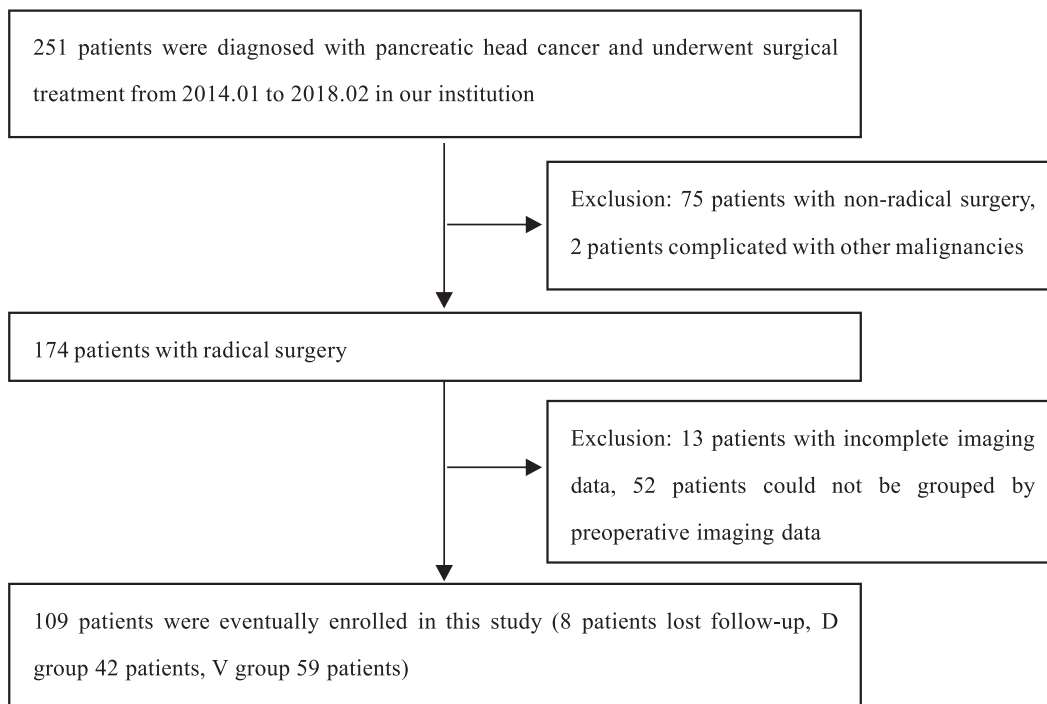 251 patients were diagnosed with pancreatic head cancer and underwent surgical
treatment from 2014.01 to 2018.02 in our institution
Exclusion: 75 patients with non-radical surgery,
2 patients complicated with other malignancies
174 patients with radical surgery
Exclusion: 13 patients with incomplete imaging
data, 52 patients could not be grouped by
preoperative imaging data
109 patients were eventually enrolled in this study (8 patients lost follow-up, D
group 42 patients, V group 59 patients)